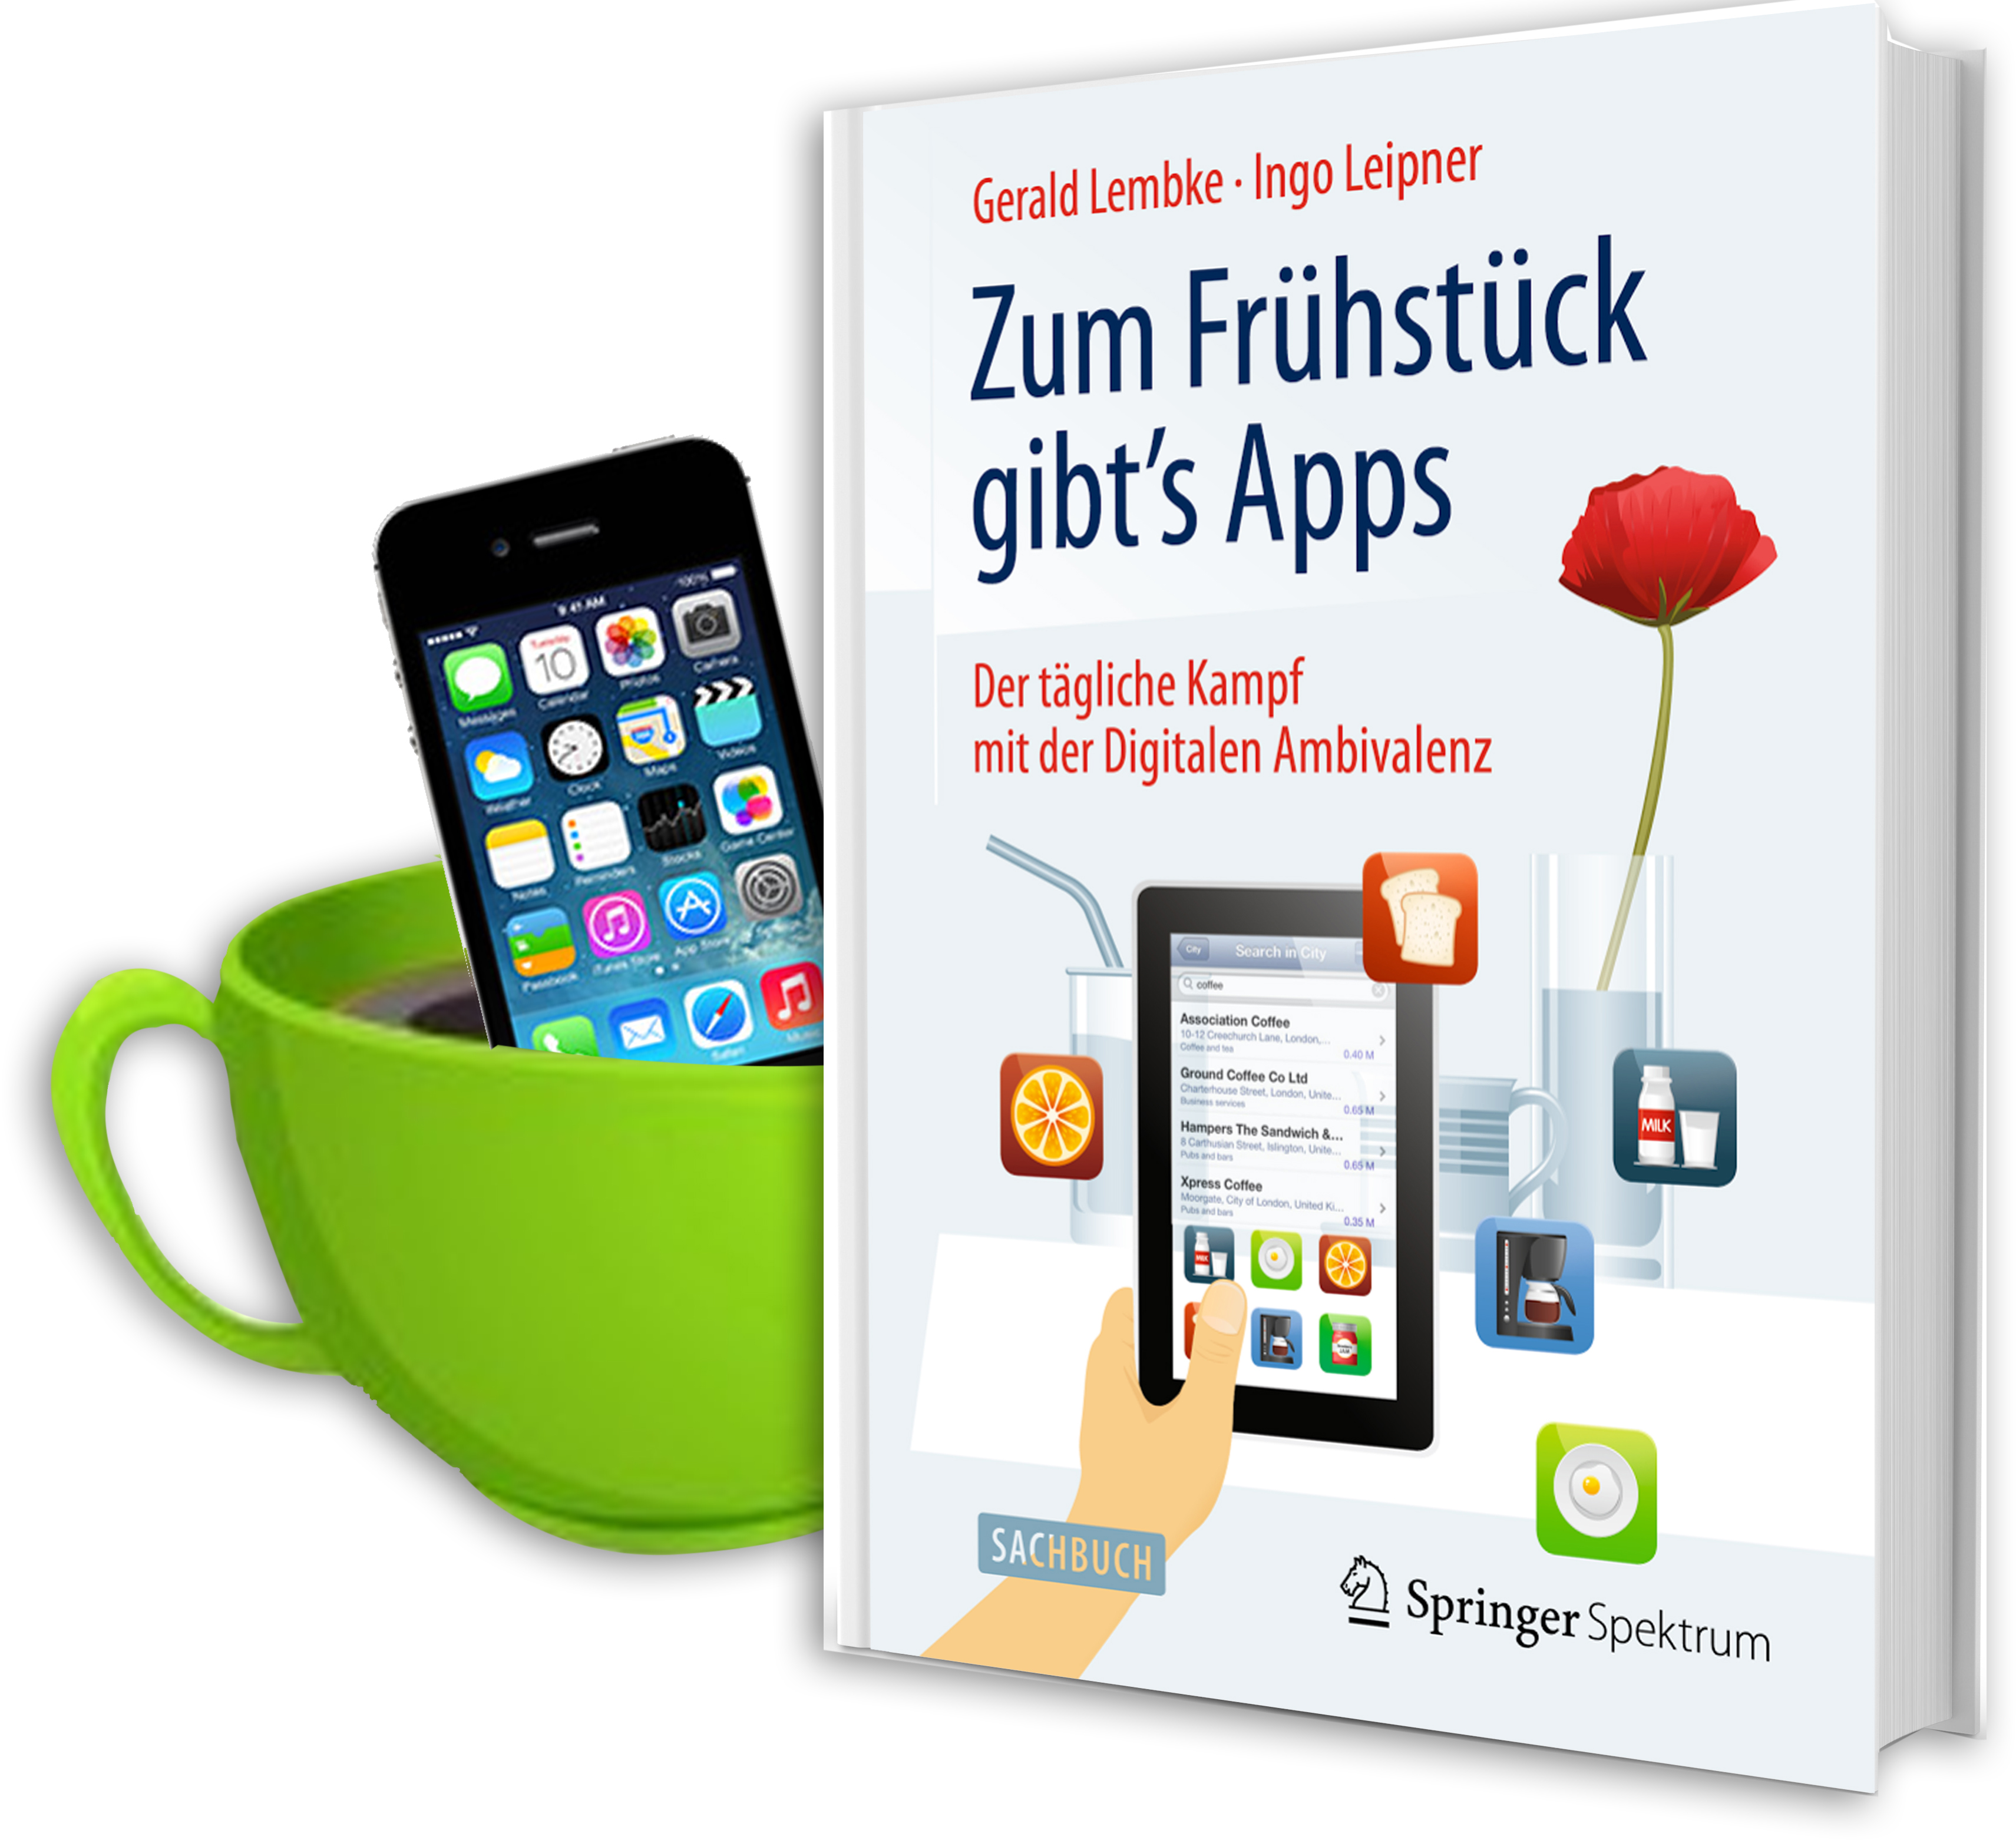 Gerald Lembke · Ingo Leipner
Zum Frühstück
gibt's Apps
Der tägliche Kampf
mit der Digitalen Ambivalenz
100%
9:41 AM
Tuesday
10
Messages
Calendar
Photos
Camera
Weather
Clock
Maps
Videos
Notes
Reminders
Stocks
Game Center
Passbook
iTunes Store
App Store
Safari
Music
City
Search in City
coffee
Association Coffee
10-12 Creechurch Lane, London,...
Coffee and tea
0.40 M
Ground Coffee Co Ltd
Charterhouse Street, London, Unite...
Business services
0.65 M
Hampers The Sandwich &...
8 Carthusian Street, Islington, Unite...
Pubs and bars
0.65 M
Xpress Coffee
Moorgate, City of London, United Ki...
Pubs and bars
0.35 M
MILK
MILK
SACHBUCH
Springer Spektrum